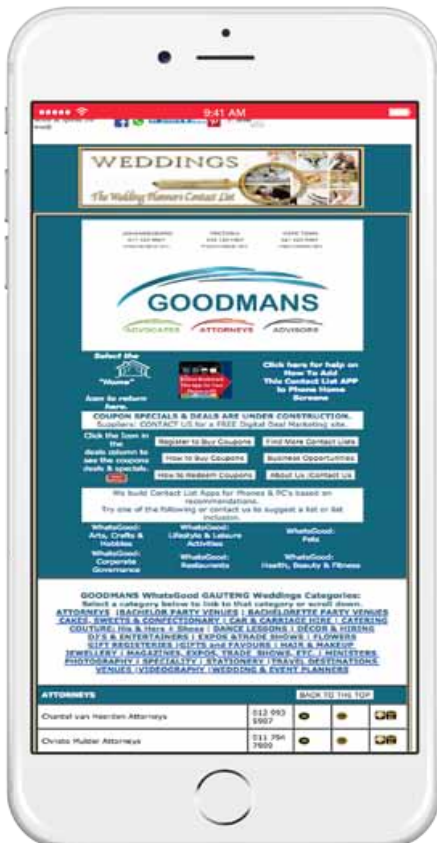 9:41 AM
WEDDINGS
The Wedding Planners Contact List
JOHANNESBURG PRETORIA CAPE TOWN
GOODMANS
ADVOCATES ATTORNEYS ADVISORS
Select the
"Home"
Icon to return
here.
Click here for help on
How To Add
This Contact List APP
to Phone Home
Screens
COUPON SPECIALS & DEALS ARE UNDER CONSTRUCTION.
Suppliers: CONTACT US for a FREE Digital Deal Marketing site.
Click the Icon in
the deals column to
see the coupons
deals & specials.
Register to Buy Coupons
Find More Contact Lists
How to Buy Coupons
Business Opportunities
How to Redeem Coupons
About Us /Contact Us
We build Contact List Apps for Phones & PC's based on
recommendations.
Try one of the following or contact us to suggest a list or list
inclusion.
WhatsGood:
Arts, Crafts &
Hobbies
WhatsGood:
Lifestyle & Leisure
Activities
WhatsGood:
Pets
WhatsGood:
Corporate
Governance
WhatsGood:
Restaurants
WhatsGood:
Health, Beauty & Fitness
GOODMANS WhatsGood GAUTENG Weddings Categories:
Select a category below to link to that category or scroll down.
ATTORNEYS |BACHELOR PARTY VENUES | BACHELORETTE PARTY VENUES
CAKES, SWEETS & CONFECTIONARY | CAR & CARRIAGE HIRE | CATERING
COUTURE: His & Hers + Shoes | DANCE LESSONS | DÉCOR & HIRING
DJ'S & ENTERTAINERS | EXPOS &TRADE SHOWS | FLOWERS
GIFT REGISTERIES |GIFTS and FAVOURS | HAIR & MAKEUP
JEWELLERY | MAGAZINES, EXPOS, TRADE SHOWS, ETC. | MINISTERS
PHOTOGRAPHY | SPECIALITY | STATIONERY |TRAVEL DESTINATIONS
VENUES |VIDEOGRAPHY |WEDDING & EVENT PLANNERS
ATTORNEYS BACK TO THE TOP
Chantal van Heerden Attorneys 012 993
Christo Mulder Attorneys 011 704